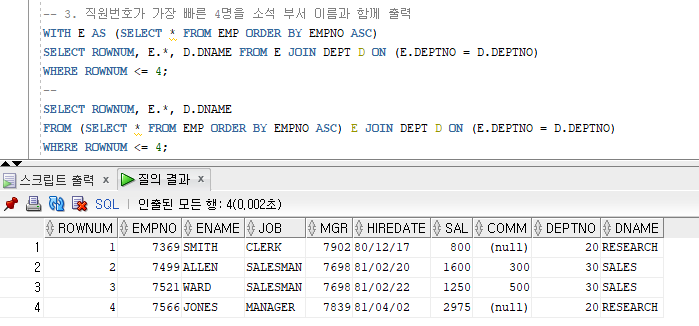 -- 3. 직원번호가 가장 빠른 4명을 소석 부서 이름과 함께 출력
WITH E AS (SELECT * FROM EMP ORDER BY EMPNO ASC)
SELECT ROWNUM, E.*, D.DNAME FROM E JOIN DEPT D ON (E.DEPTNO = D.DEPTNO)
WHERE ROWNUM <= 4;
--
SELECT ROWNUM, E.*, D.DNAME
FROM (SELECT * FROM EMP ORDER BY EMPNO ASC) E JOIN DEPT D ON (E.DEPTNO = D.DEPTNO)
WHERE ROWNUM <= 4;
스크립트 출력 x 질의 결과 x
SQL | 인출된 모든 행: 4(0,002초)
ROWNUM EMPNO ENAME JOB MGR HIREDATE SAL COMM DEPTNO DNAME
1 1 7369 SMITH CLERK 7902 80/12/17 800 (null) 20 RESEARCH
2 2 7499 ALLEN SALESMAN 7698 81/02/20 1600 300 30 SALES
3 3 7521 WARD SALESMAN 7698 81/02/22 1250 500 30 SALES
4 4 7566 JONES MANAGER 7839 81/04/02 2975 (null) 20 RESEARCH